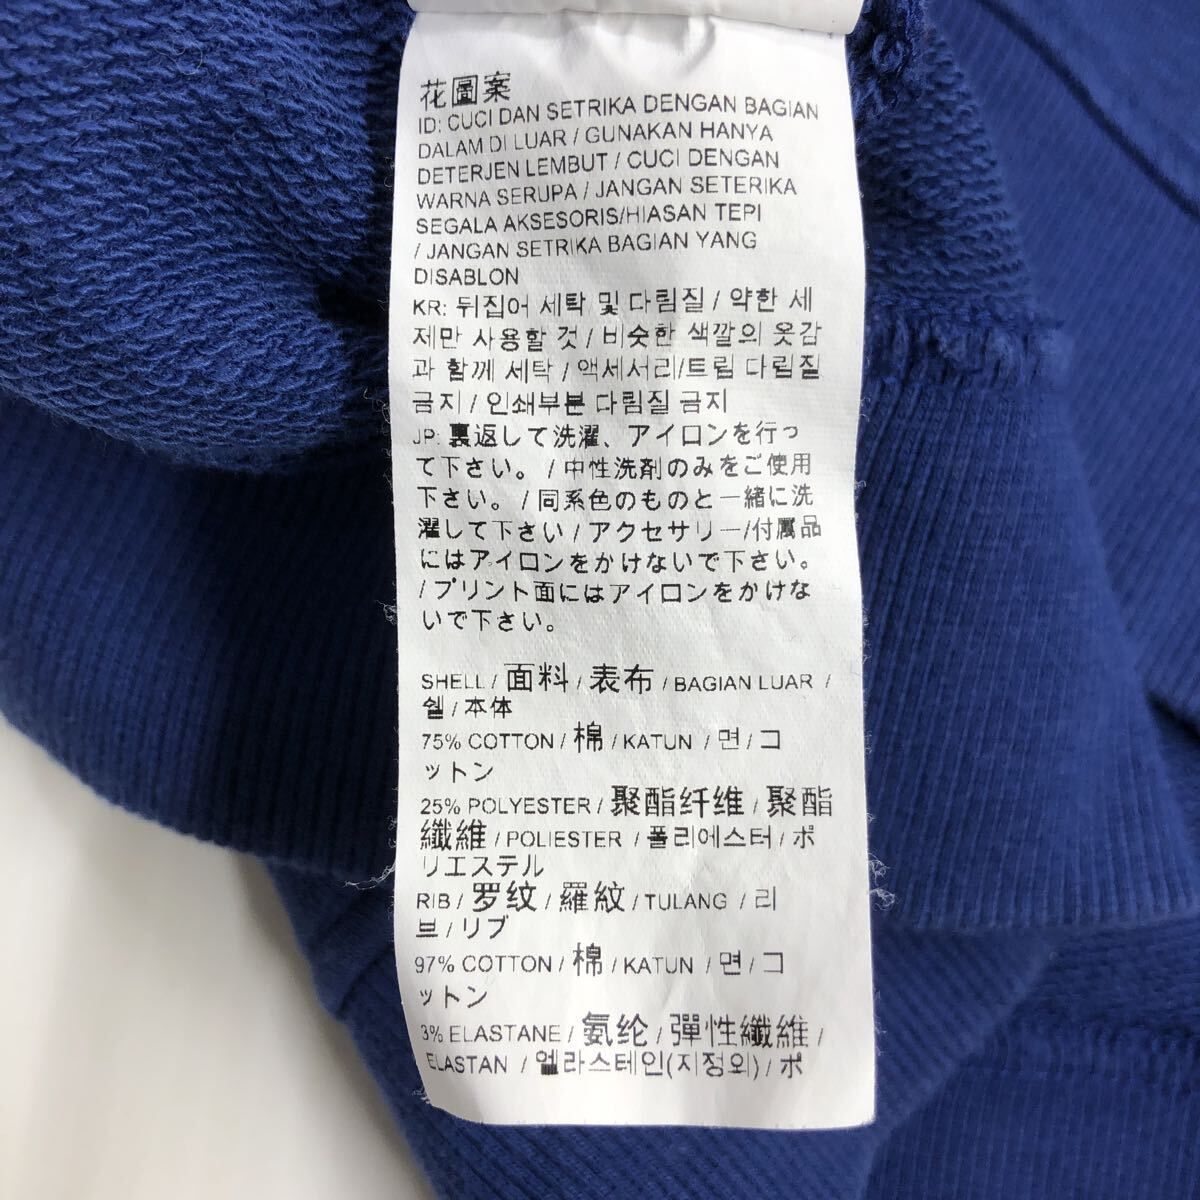 花圖案
ID: CUCI DAN SETRIKA DENGAN BAGIAN
DALAM DI LUAR / GUNAKAN HANYA
DETERJEN LEMBUT / CUCI DENGAN
WARNA SERUPA / JANGAN SETERIKA
SEGALA AKSESORIS/HIASAN TEPI
/ JANGAN SETRIKA BAGIAN YANG
DISABLON
KR: 뒤집어 세탁 및 다림질 / 약한 세
제만 사용할 것 / 비슷한 색깔의 옷감
과 함께 세탁 / 액세서리/트림 다림질
금지 / 인쇄부분 다림질 금지
JP: 裏返して洗濯、アイロンを行っ
て下さい。 / 中性洗剤のみをご使用
下さい。 / 同系色のものと一緒に洗
濯して下さい / アクセサリー/付属品
にはアイロンをかけないで下さい。
/ プリント面にはアイロンをかけな
いで下さい。
SHELL / 面料 / 表布 / BAGIAN LUAR /
쉘 / 本体
75% COTTON / 棉 / KATUN / 면 / コ
ットン
25% POLYESTER / 聚酯纤维 / 聚酯
纖維 / POLIESTER / 폴리에스터 / ポ
リエステル
RIB / 罗纹 / 羅紋 / TULANG / 리
브 / リブ
97% COTTON / 棉 / KATUN / 면 / コ
ットン
3% ELASTANE / 氨纶 / 彈性纖維 /
ELASTAN / 엘라스테인(지정외) / ポ